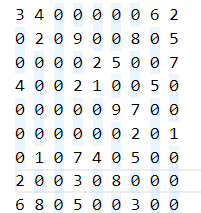 3 4 0 0 0 0 0 6 2
0 2 0 9 0 0 8 0 5
0 0 0 0 2 5 0 0 7
4 0 0 2 1 0 0 5 0
0 0 0 0 0 9 7 0 0
0 0 0 0 0 0 2 0 1
0 1 0 7 4 0 5 0 0
2 0 0 3 0 8 0 0 0
6 8 0 5 0 0 3 0 0